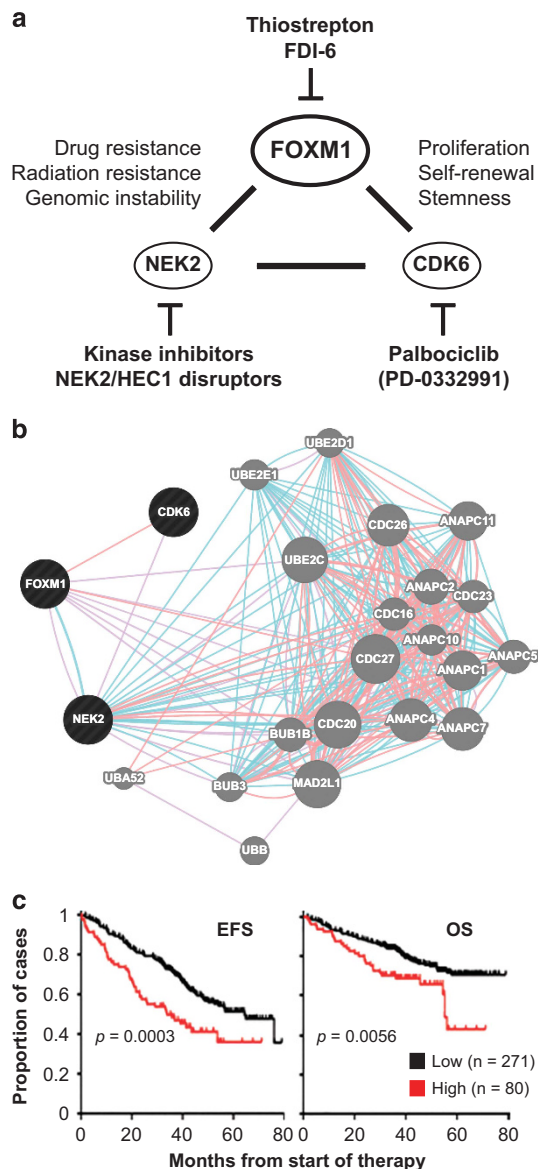 a
Thiostrepton
FDI-6
FOXM1
Drug resistance
Radiation resistance
Genomic instability
Proliferation
Self-renewal
Stemness
NEK2
CDK6
Kinase inhibitors
NEK2/HEC1 disruptors
Palbociclib
(PD-0332991)
b
UBE2D1
UBE2E1
CDK6
CDC26
ANAPC11
UBE2C
FOXM1
ANAPC2
CDC23
CDC16
ANAPC10
ANAPC5
CDC27
ANAPC1
NEK2
CDC20
ANAPC4
ANAPC7
BUB1B
UBA52
BUB3
MAD2L1
UBB
c
EFS
OS
Proportion of cases
1
0.8
0.6
0.4
0.2
0
p = 0.0003
p = 0.0056
Low (n = 271)
High (n = 80)
0 20 40 60 80
0 20 40 60 80
Months from start of therapy